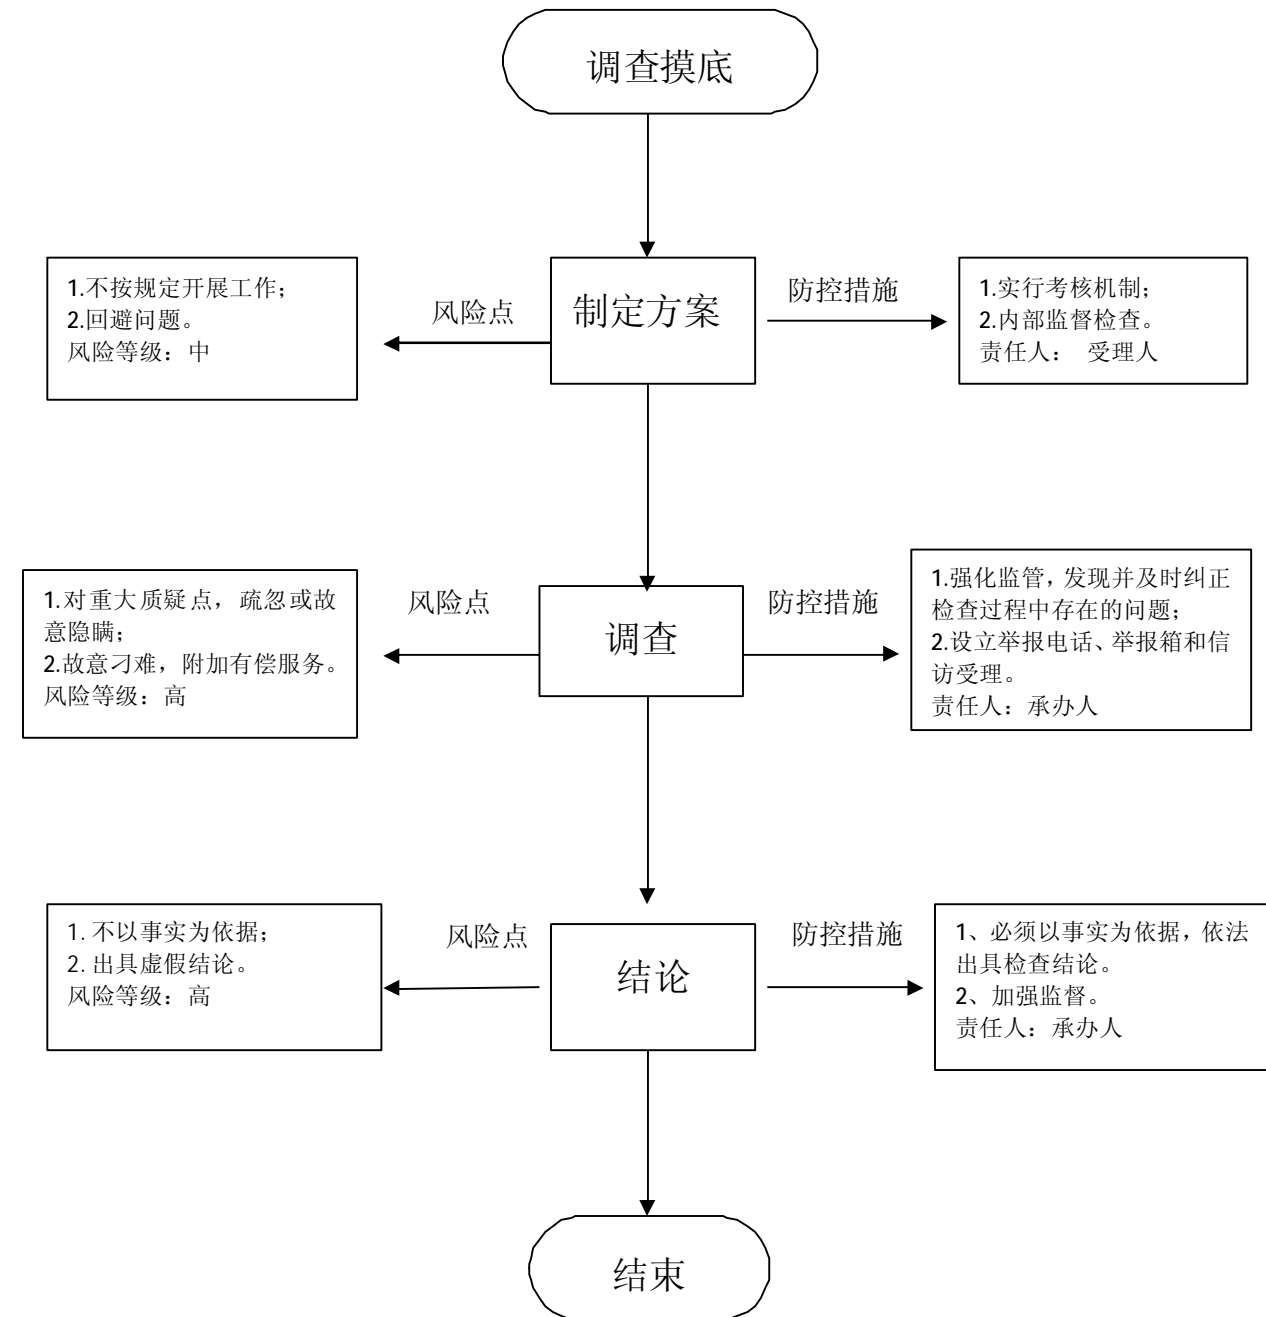 调查摸底
1.不按规定开展工作；
2.回避问题。
风险等级：中
风险点
制定方案
防控措施
1.实行考核机制；
2.内部监督检查。
责任人： 受理人
1.对重大质疑点，疏忽或故
意隐瞒；
2.故意刁难，附加有偿服务。
风险等级：高
风险点
调查
防控措施
1.强化监管，发现并及时纠正
检查过程中存在的问题；
2.设立举报电话、举报箱和信
访受理。
责任人：承办人
1.不以事实为依据；
2.出具虚假结论。
风险等级：高
风险点
结论
防控措施
1、必须以事实为依据，依法
出具检查结论。
2、加强监督。
责任人：承办人
结束